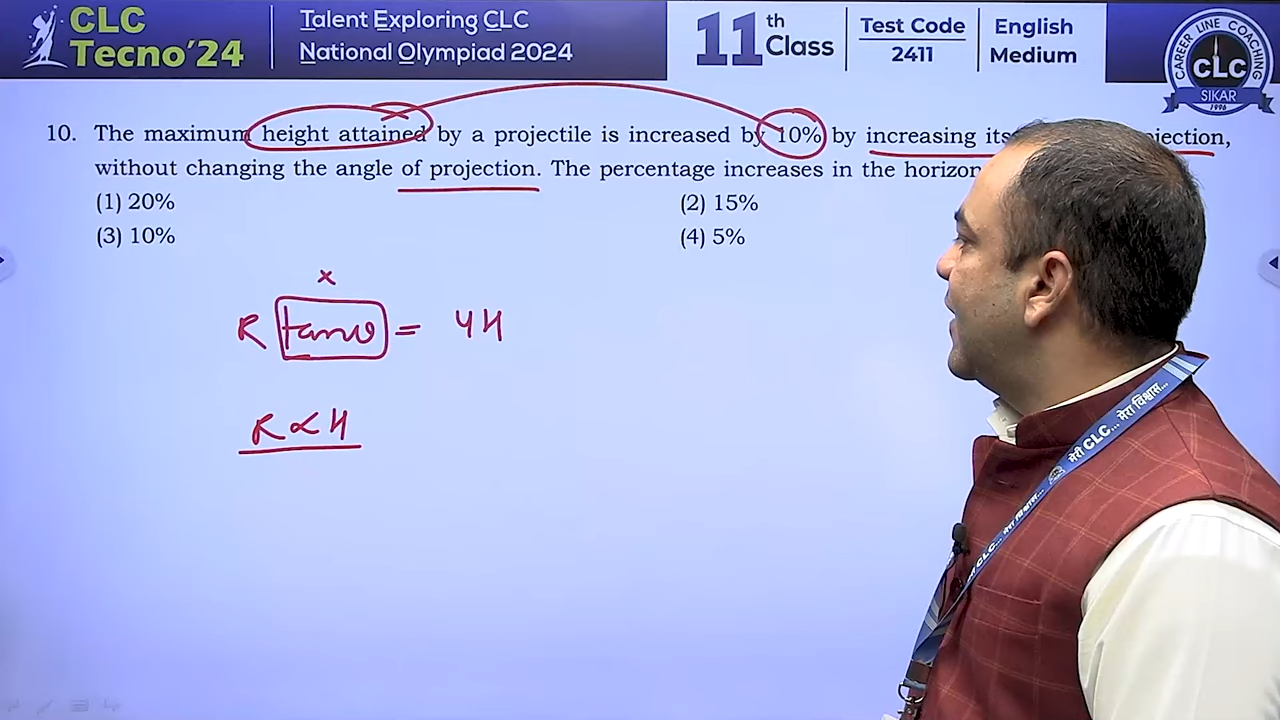 CLC
Tecno'24
Talent Exploring CLC
National Olympiad 2024
11th
Class
Test Code
2411
English
Medium
CAREER LINE COACHING
CLC
SIKAR
1996
10. The maximum height attained by a projectile is increased by 10% by increasing its
without changing the angle of projection. The percentage increases in the
(1) 20%
(2) 15%
(3) 10%
(4) 5%
x
R tanθ = 4H
R ∝ H
मेरी CLC... मेरा विश्वास...
CLC...